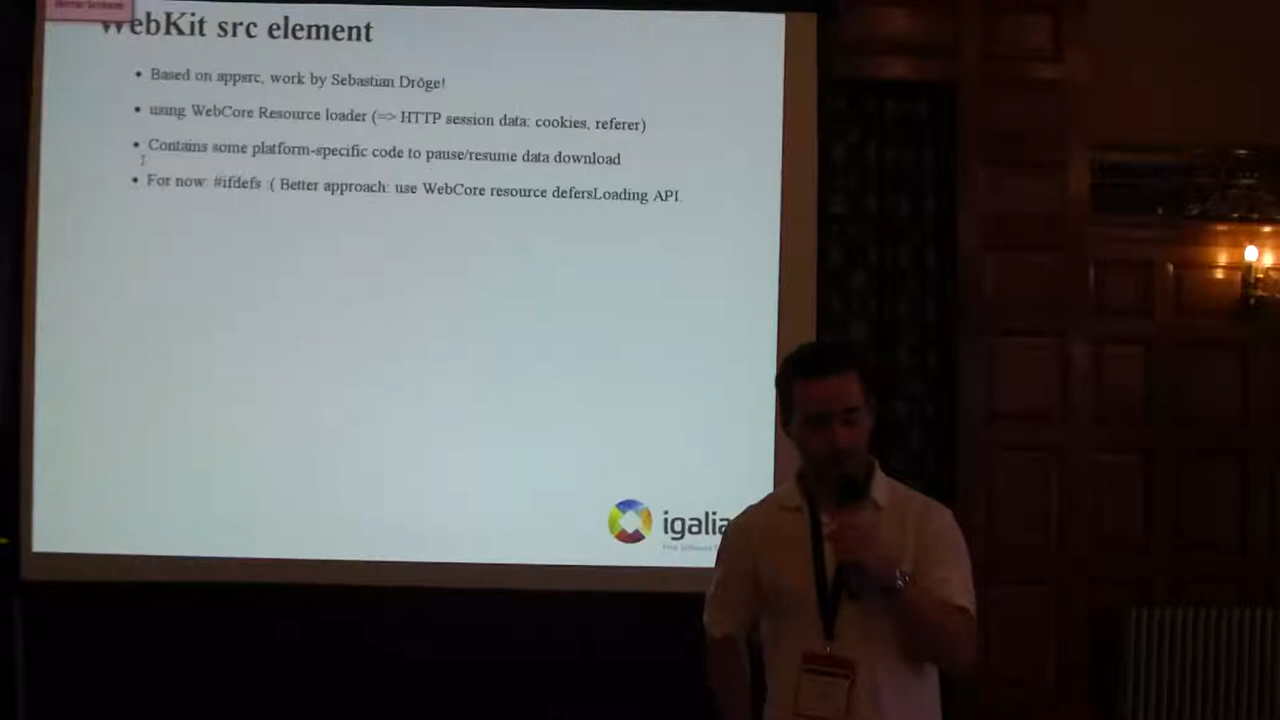 WebKit src element
• Based on appsrc, work by Sebastian Dröge!
• using WebCore Resource loader (=> HTTP session data: cookies, referer)
• Contains some platform-specific code to pause/resume data download
• For now: #ifdefs :( Better approach: use WebCore resource defersLoading API.
igalia